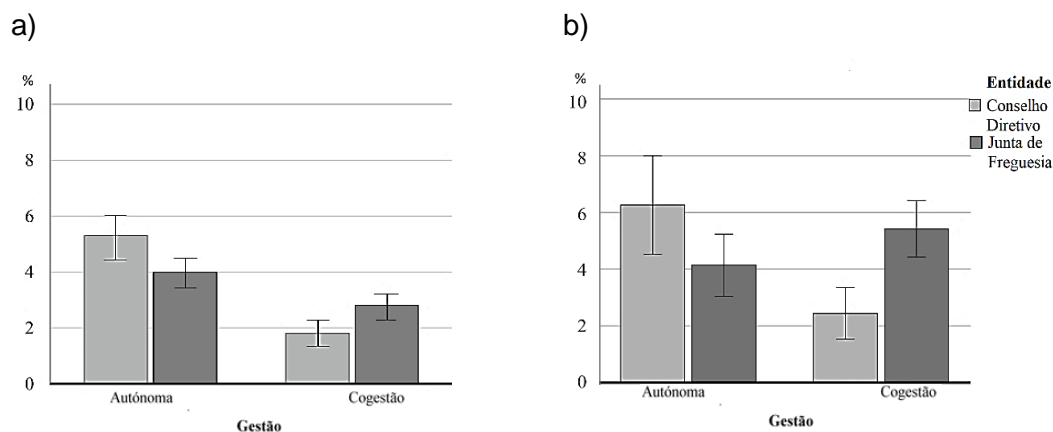 a)
%
10
8
6
4
2
0
Autónoma Cogestão
Gestão
b)
%
10
8
6
4
2
0
Autónoma Cogestão
Gestão
Entidade
Conselho
Diretivo
Junta de
Freguesia